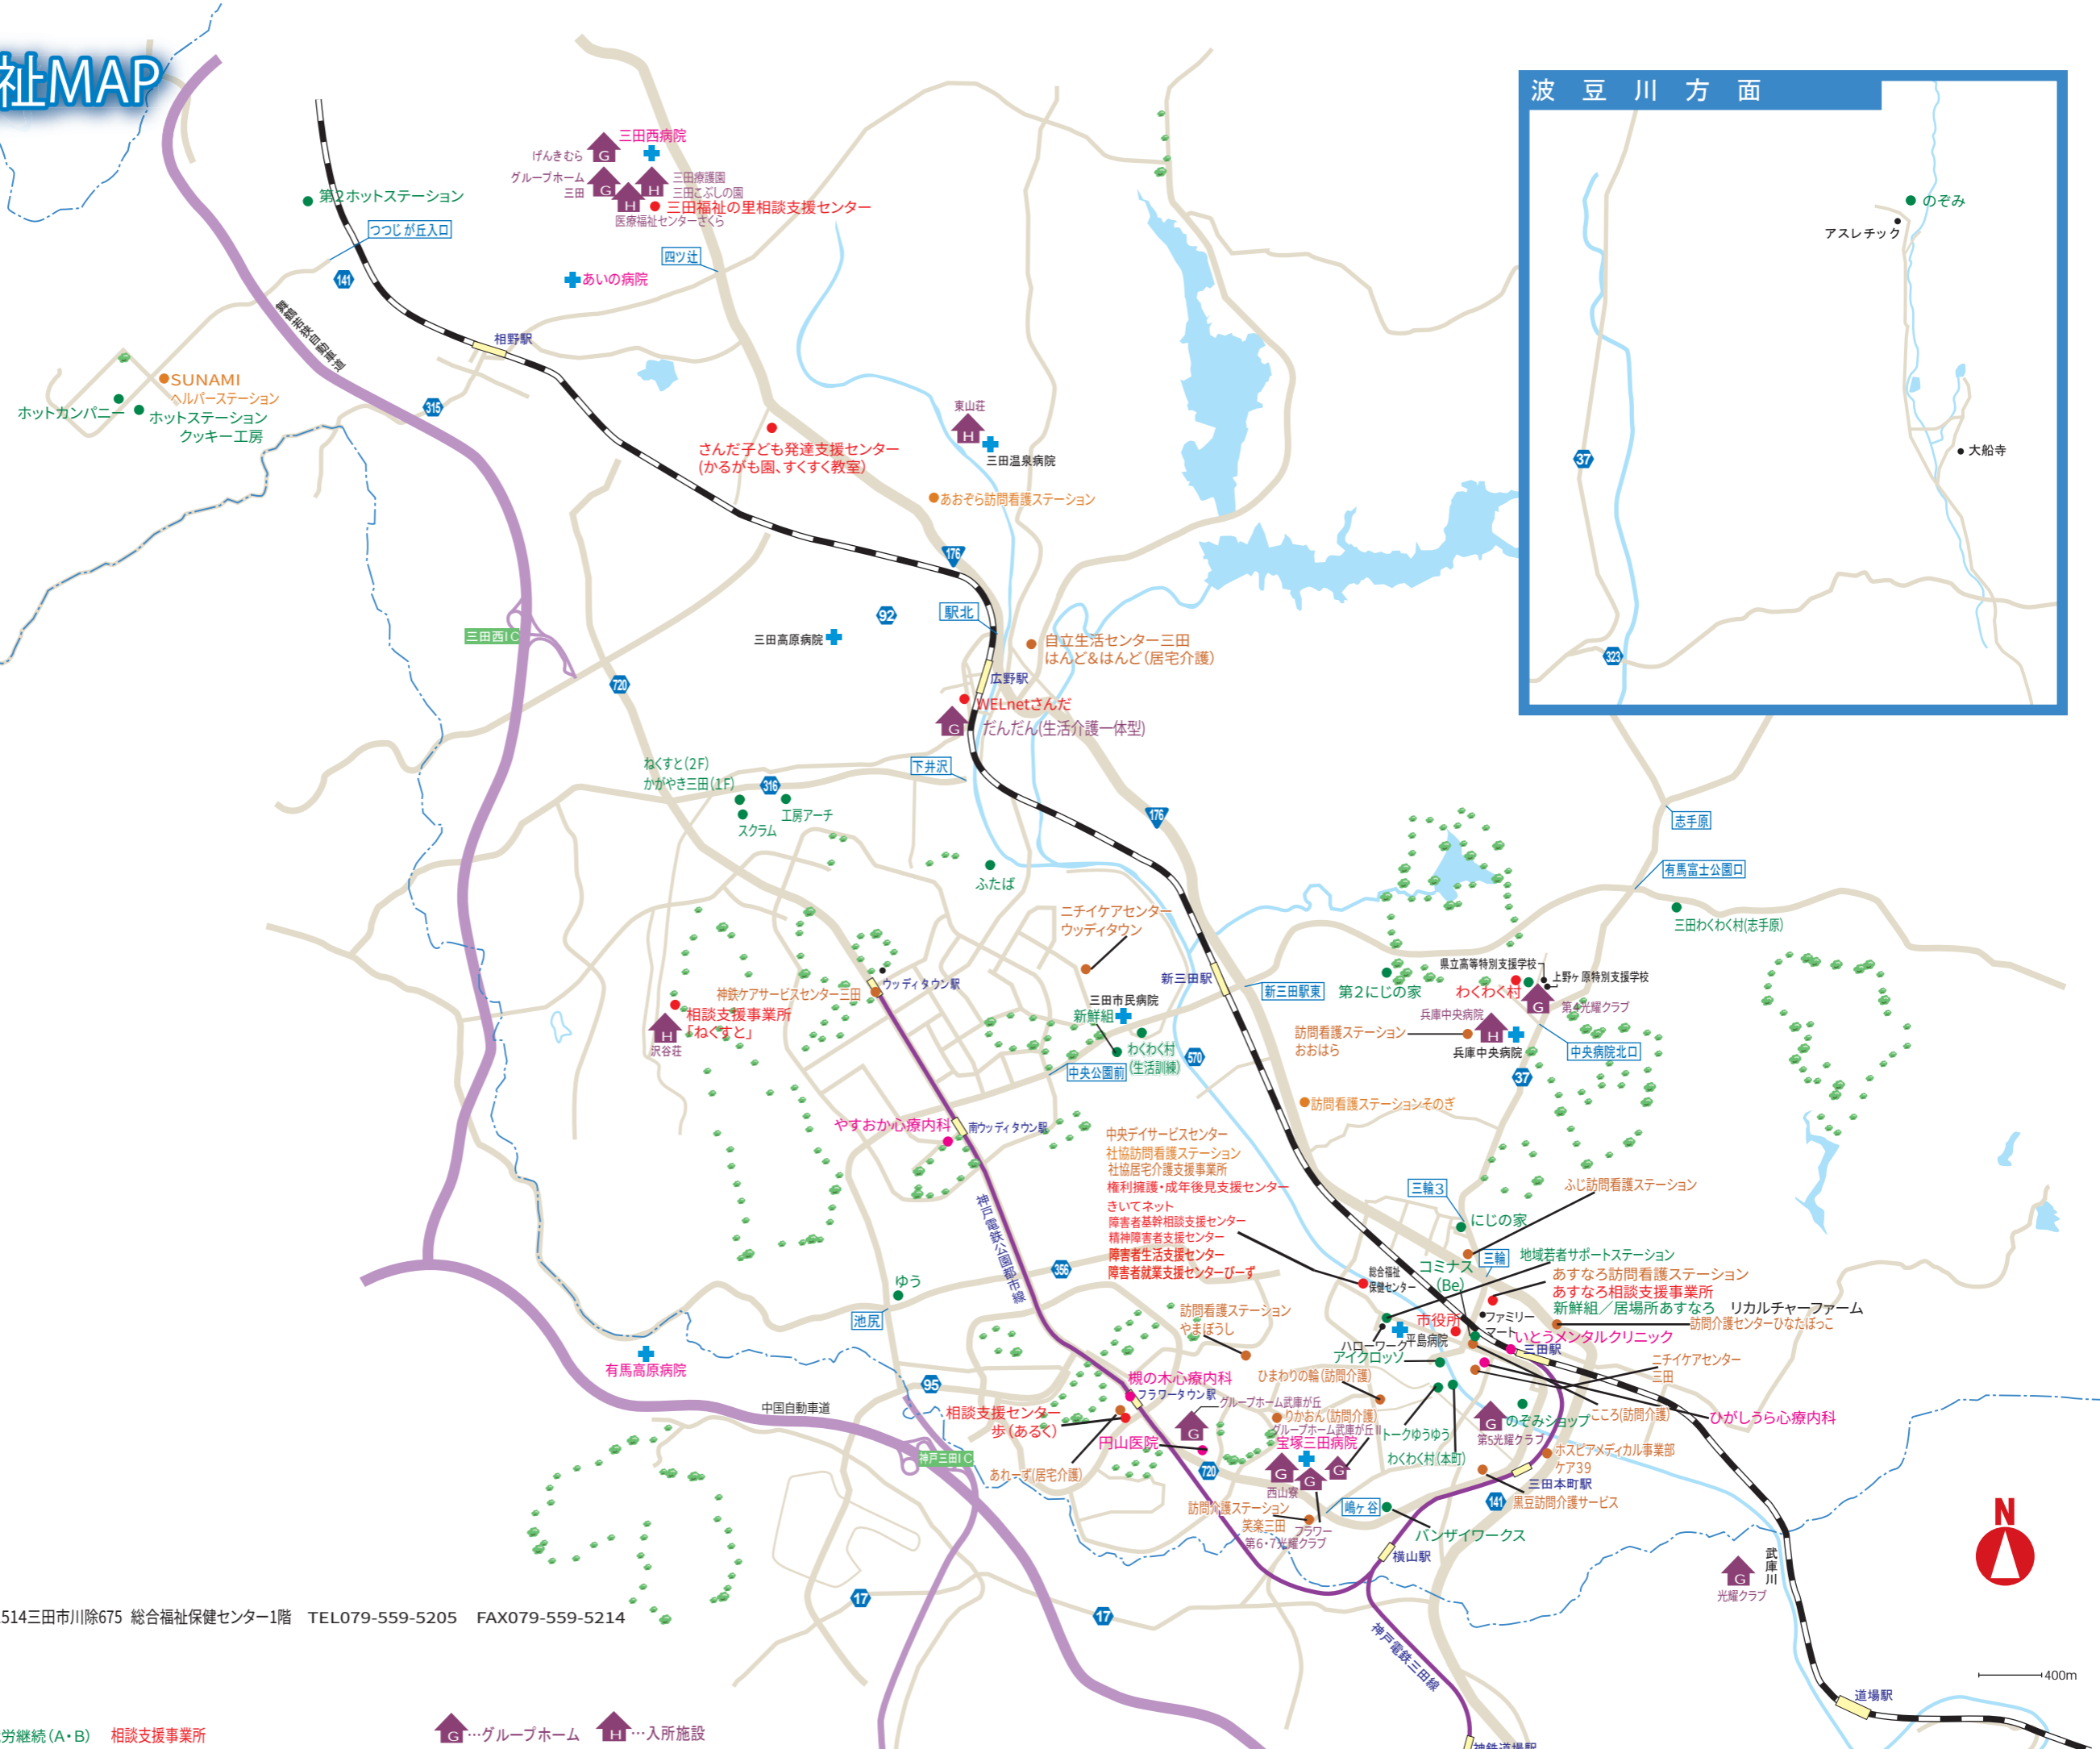 祉MAP
波豆川方面
のぞみ
アスレチック
37
大船寺
323
三田西病院
げんきむら
G
グループホーム
三田
G
H
H
三田療護園
三田こぶしの園
三田福祉の里相談支援センター
医療福祉センターさくら
第2ホットステーション
つつじが丘入口
四ツ辻
141
あいの病院
舞鶴若狭自動車道
相野駅
SUNAMI
ヘルパーステーション
ホットカンパニー
ホットステーション
クッキー工房
315
東山荘
H
三田温泉病院
さんだ子ども発達支援センター
(かるがも園、すくすく教室)
あおぞら訪問看護ステーション
176
92
駅北
三田西IC
三田高原病院
自立生活センター三田
はんど&はんど(居宅介護)
720
広野駅
WELnetさんだ
G
だんだん(生活介護一体型)
ねくすと(2F)
かがやき三田(1F)
316
下井沢
工房アーチ
スクラム
176
志手原
有馬富士公園口
ふたば
三田わくわく村(志手原)
ニチイケアセンター
ウッディタウン
ウッディタウン駅
神鉄ケアサービスセンター三田
相談支援事業所
「ねくすと」
H
沢谷荘
三田市民病院
新鮮組
わくわく村
(生活訓練)
中央公園前
570
新三田駅
新三田駅東
第2にじの家
県立高等特別支援学校
上野ヶ原特別支援学校
わくわく村
G
第4光耀クラブ
兵庫中央病院
H
訪問看護ステーション
おおはら
兵庫中央病院
中央病院北口
37
訪問看護ステーションそのぎ
やすおか心療内科
南ウッディタウン駅
中央デイサービスセンター
社協訪問看護ステーション
社協居宅介護支援事業所
権利擁護・成年後見支援センター
きいてネット
障害者基幹相談支援センター
精神障害者支援センター
障害者生活支援センター
障害者就業支援センターぴーず
神戸電鉄公園都市線
356
三輪3
にじの家
ふじ訪問看護ステーション
三輪
地域若者サポートステーション
総合福祉
保健センター
コミナス
(Be)
あすなろ訪問看護ステーション
あすなろ相談支援事業所
新鮮組／居場所あすなろ
リカルチャーファーム
訪問介護センターひなたぼっこ
ファミリー
マート
市役所
平島病院
ハローワーク
アイクロッソ
いとうメンタルクリニック
三田駅
ニチイケアセンター
三田
ゆう
池尻
訪問看護ステーション
やまぼうし
有馬高原病院
95
中国自動車道
槻の木心療内科
フラワータウン駅
相談支援センター
歩(あるく)
あれーず(居宅介護)
円山医院
グループホーム武庫が丘
G
ひまわりの輪(訪問介護)
りかおん(訪問介護)
グループホーム武庫が丘Ⅱ
宝塚三田病院
G
G
G
西山寮
トークゆうゆう
わくわく村(本町)
G
第5光耀クラブ
のぞみショップ
こころ(訪問介護)
ひがしうら心療内科
ホスピアメディカル事業部
ケア39
三田本町駅
黒豆訪問介護サービス
141
神戸三田IC
720
訪問介護ステーション
笑楽三田
フラワー
第6・7光耀クラブ
嶋ヶ谷
バンザイワークス
横山駅
17
17
神戸電鉄三田線
G
光耀クラブ
武庫川
N
400m
道場駅
神鉄道場駅
514三田市川除675 総合福祉保健センター1階 TEL079-559-5205 FAX079-559-5214
労継続(A・B) 相談支援事業所
G…グループホーム H…入所施設